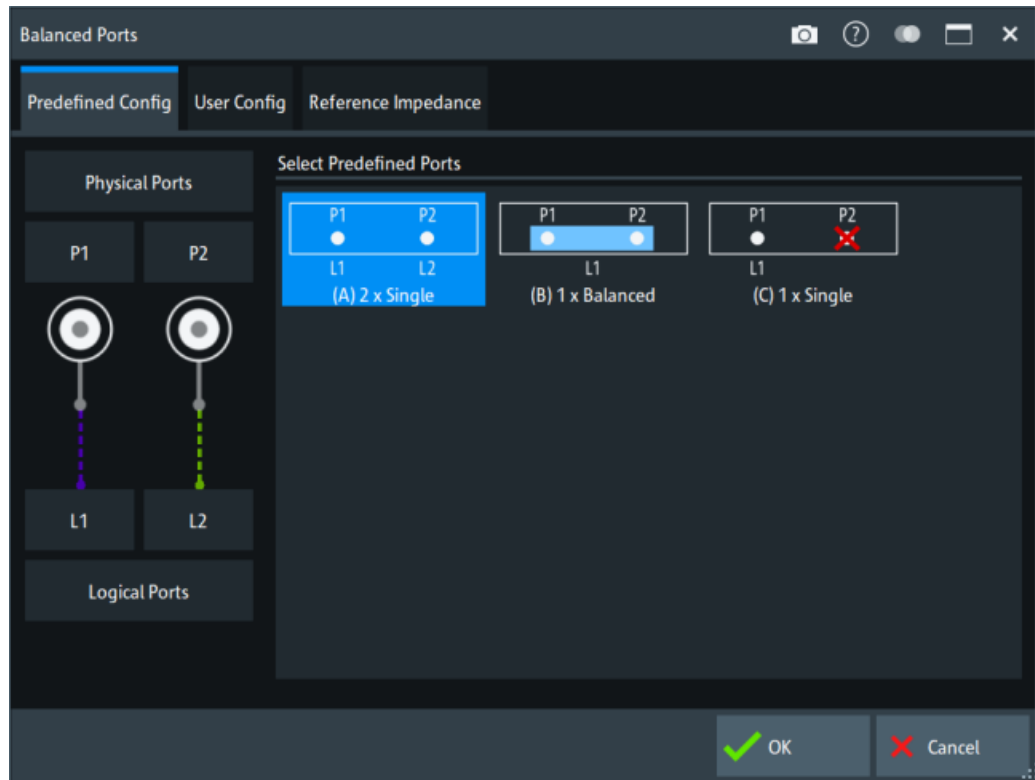 Balanced Ports
?
Predefined Config User Config Reference Impedance
Physical Ports
P1 P2
L1 L2
Logical Ports
Select Predefined Ports
P1 P2
L1 L2
(A) 2 x Single
P1 P2
L1
(B) 1 x Balanced
P1 P2
L1
(C) 1 x Single
OK Cancel